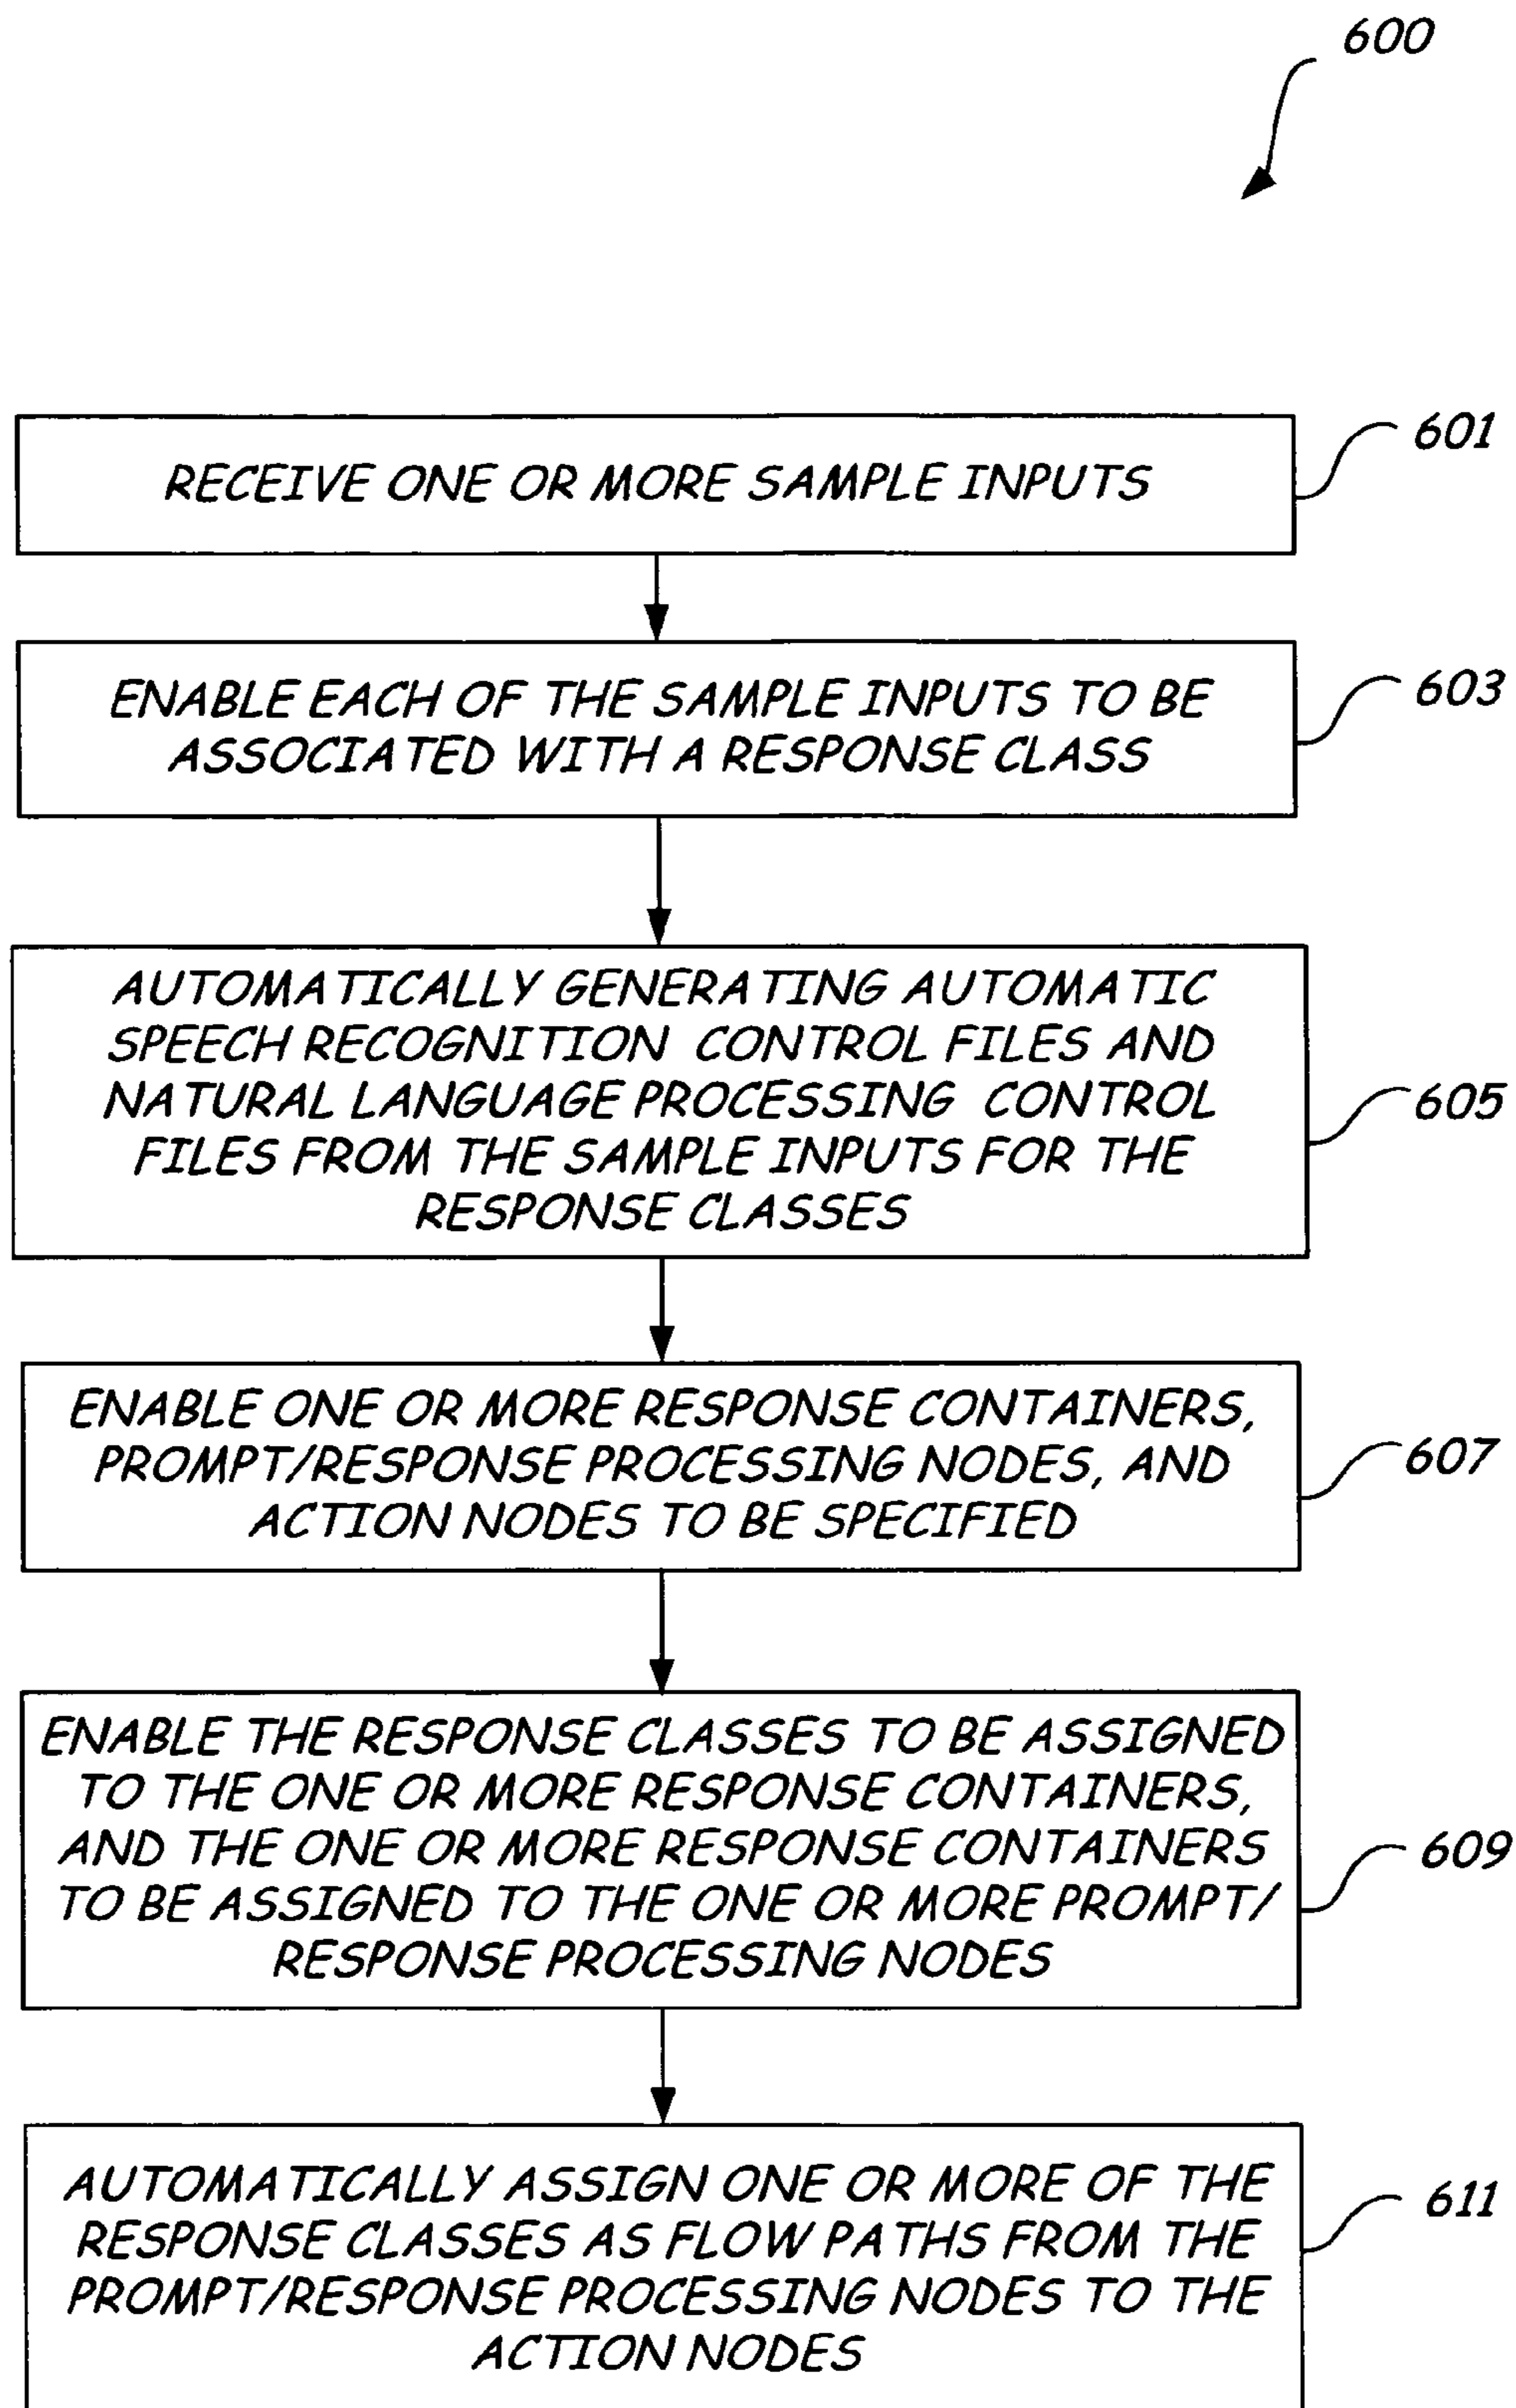 600
RECEIVE ONE OR MORE SAMPLE INPUTS
601
ENABLE EACH OF THE SAMPLE INPUTS TO BE
ASSOCIATED WITH A RESPONSE CLASS
603
AUTOMATICALLY GENERATING AUTOMATIC
SPEECH RECOGNITION CONTROL FILES AND
NATURAL LANGUAGE PROCESSING CONTROL
FILES FROM THE SAMPLE INPUTS FOR THE
RESPONSE CLASSES
605
ENABLE ONE OR MORE RESPONSE CONTAINERS,
PROMPT/RESPONSE PROCESSING NODES, AND
ACTION NODES TO BE SPECIFIED
607
ENABLE THE RESPONSE CLASSES TO BE ASSIGNED
TO THE ONE OR MORE RESPONSE CONTAINERS,
AND THE ONE OR MORE RESPONSE CONTAINERS
TO BE ASSIGNED TO THE ONE OR MORE PROMPT/
RESPONSE PROCESSING NODES
609
AUTOMATICALLY ASSIGN ONE OR MORE OF THE
RESPONSE CLASSES AS FLOW PATHS FROM THE
PROMPT/RESPONSE PROCESSING NODES TO THE
ACTION NODES
611